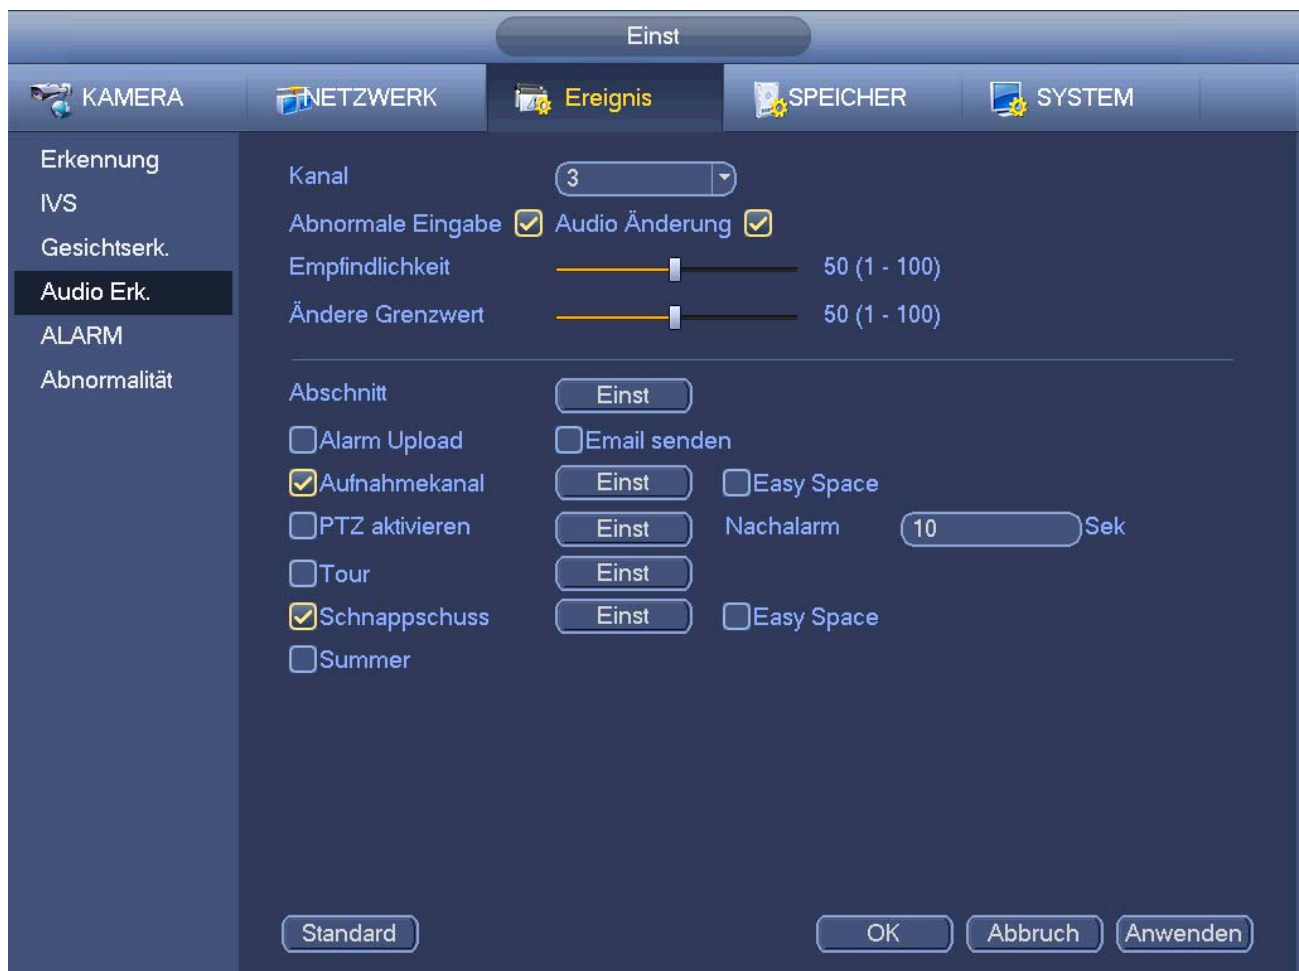 Einst
KAMERA NETZWERK Ereignis SPEICHER SYSTEM
Erkennung
IVS
Gesichtserk.
Audio Erk.
ALARM
Abnormalität
Kanal 3
Abnormale Eingabe Audio Änderung
Empfindlichkeit 50 (1 - 100)
Ändere Grenzwert 50 (1 - 100)
Abschnitt Einst
Alarm Upload Email senden
Aufnahmekanal Einst Easy Space
PTZ aktivieren Einst Nachalarm 10 Sek
Tour Einst
Schnappschuss Einst Easy Space
Summer
Standard OK Abbruch Anwenden